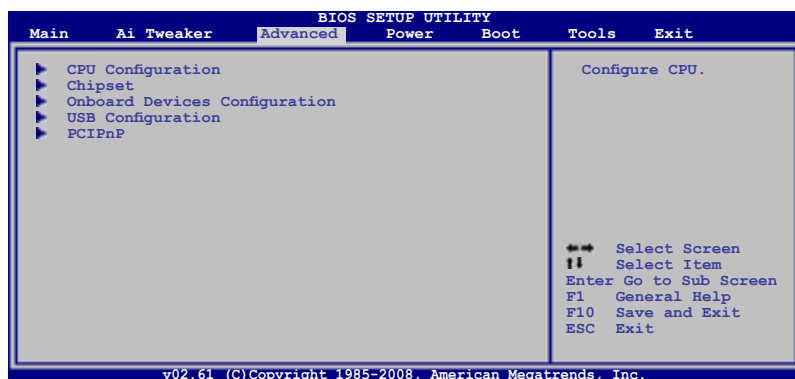 BIOS SETUP UTILITY
Main Ai Tweaker Advanced Power Boot Tools Exit
CPU Configuration
Chipset
Onboard Devices Configuration
USB Configuration
PCIPnP
Configure CPU.
Select Screen
Select Item
Enter Go to Sub Screen
F1 General Help
F10 Save and Exit
ESC Exit
v02.61 (C)Copyright 1985-2008, American Megatrends, Inc.